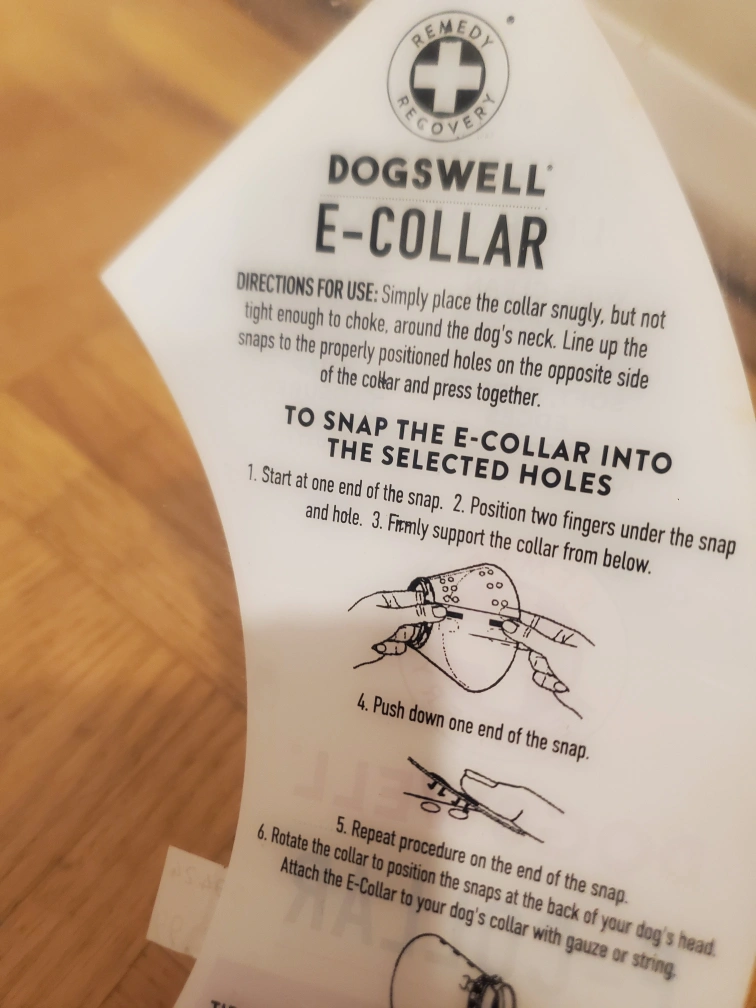 REMEDY
RECOVERY
DOGSWELL®
E-COLLAR
DIRECTIONS FOR USE: Simply place the collar snugly, but not
tight enough to choke, around the dog's neck. Line up the
snaps to the properly positioned holes on the opposite side
of the collar and press together.
TO SNAP THE E-COLLAR INTO
THE SELECTED HOLES
1. Start at one end of the snap. 2. Position two fingers under the snap
and hole. 3. Firmly support the collar from below.
4. Push down one end of the snap.
5. Repeat procedure on the end of the snap.
6. Rotate the collar to position the snaps at the back of your dog's head.
Attach the E-Collar to your dog's collar with gauze or string.